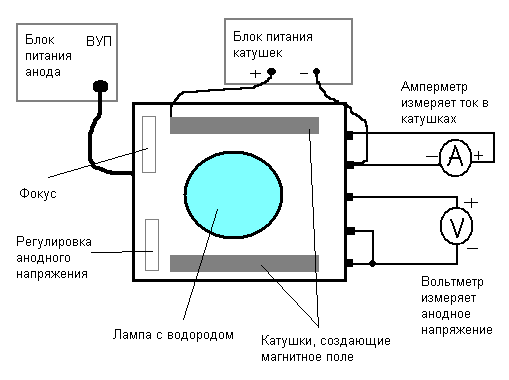 Блок ВУП
питания
анода
Блок питания
катушек
+ −
Амперметр
измеряет ток в
катушках
− A +
Фокус
+
V
−
Регулировка
анодного
напряжения
Вольтметр
измеряет
анодное
напряжение
Лампа с водородом
Катушки, создающие
магнитное поле